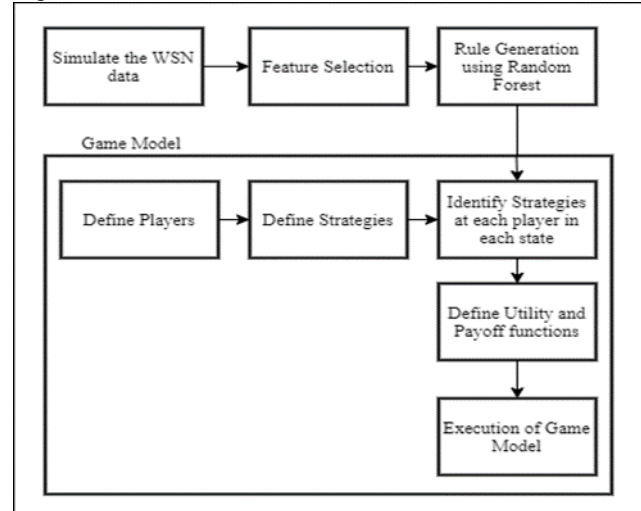 Simulate the WSN
data
Feature Selection
Rule Generation
using Random
Forest
Game Model
Define Players
Define Strategies
Identify Strategies
at each player in
each state
Define Utility and
Payoff functions
Execution of Game
Model